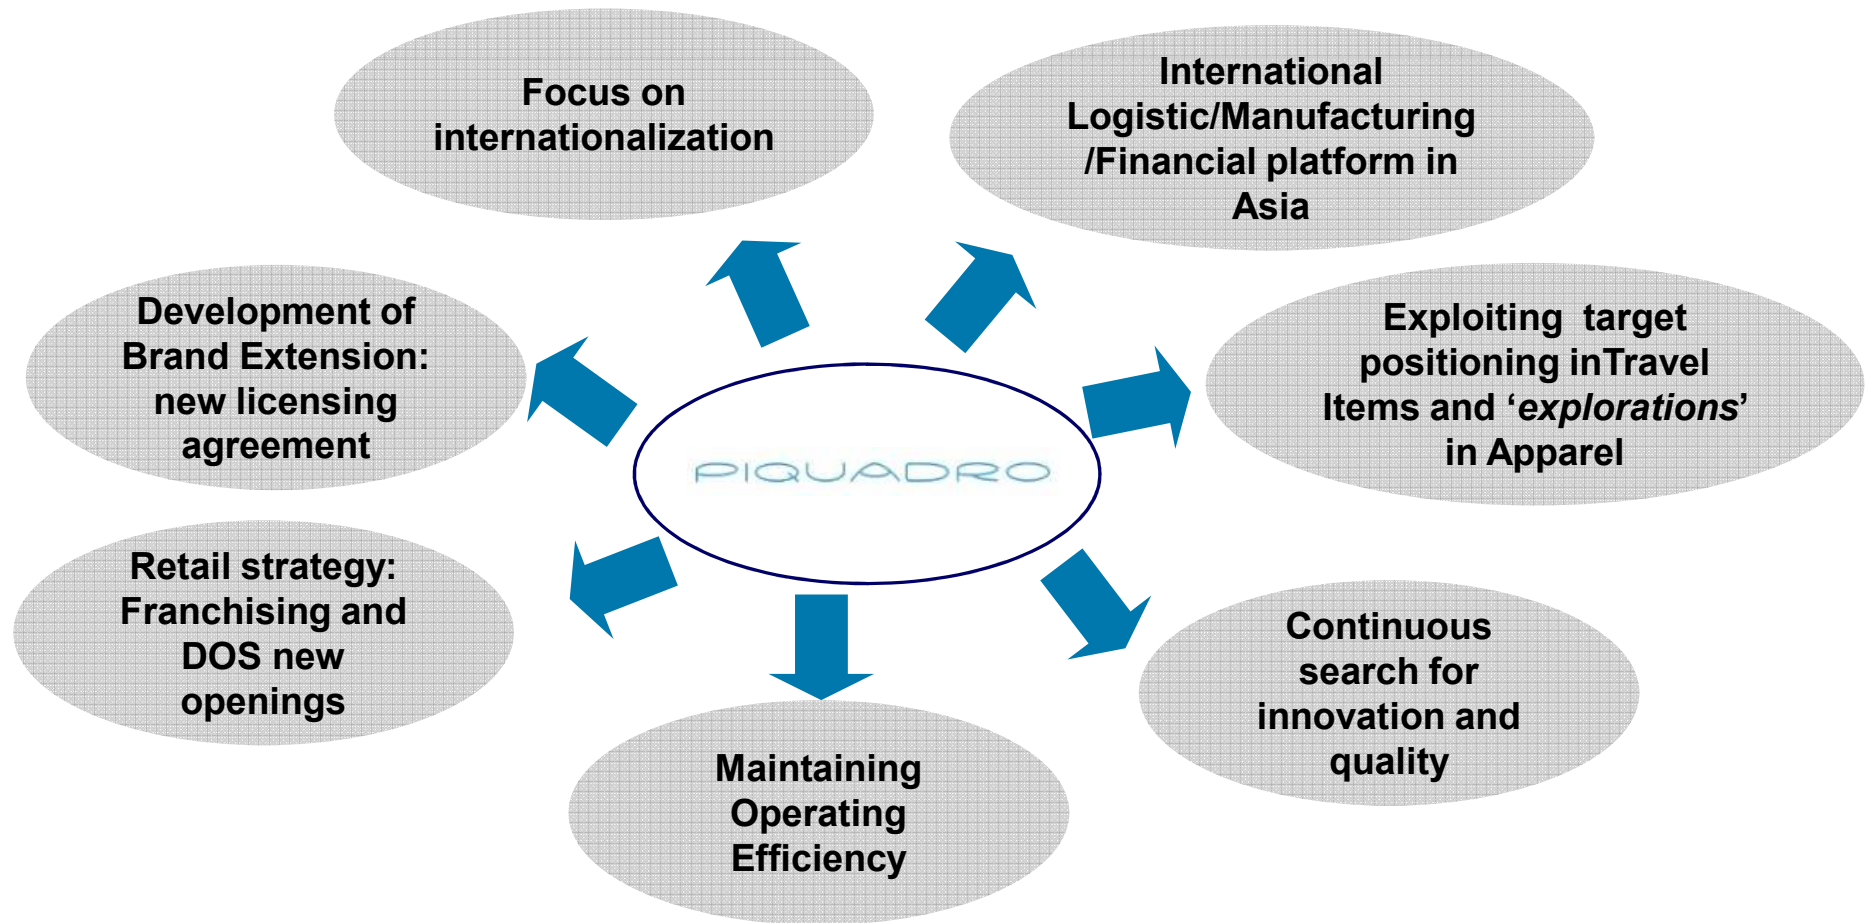 Focus on
internationalization
International
Logistic/Manufacturing
/Financial platform in
Asia
Development of
Brand Extension:
new licensing
agreement
Exploiting  target
positioning inTravel
Items and ‘explorations’
in Apparel
PIQUADRO
Retail strategy:
Franchising and
DOS new
openings
Continuous
search for
innovation and
quality
Maintaining
Operating
Efficiency